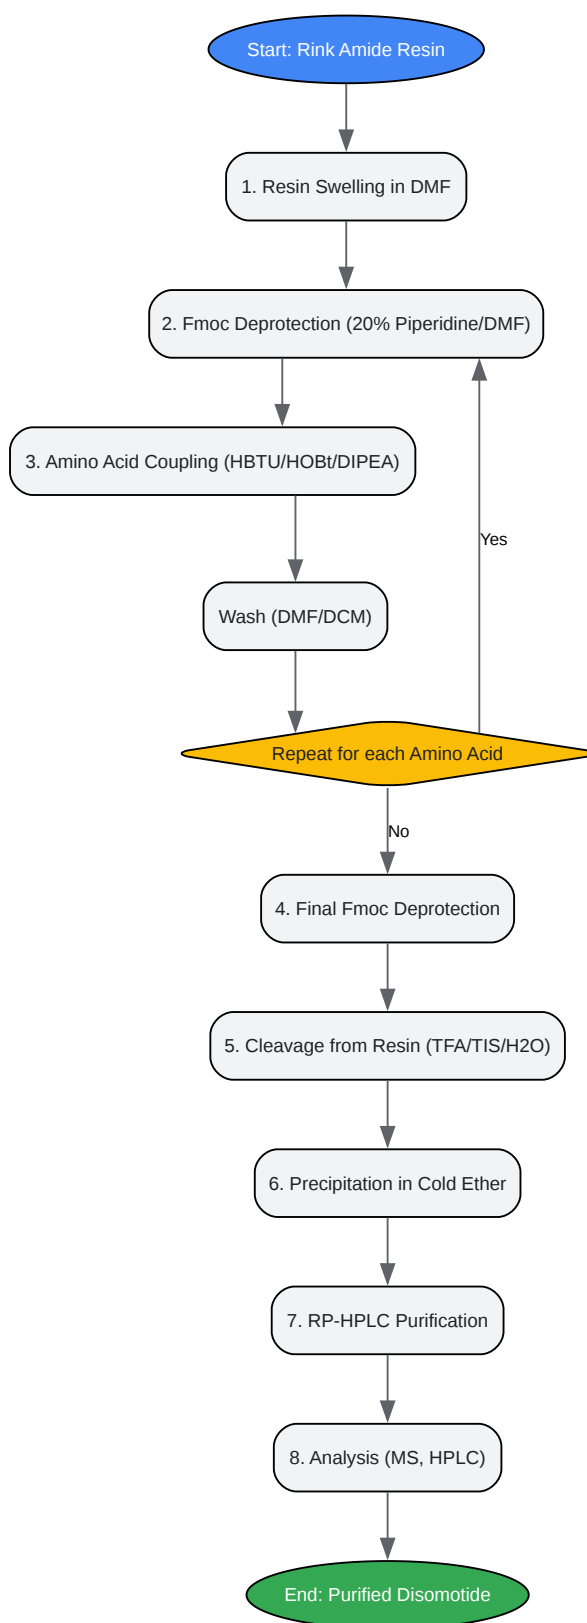 Start: Rink Amide Resin
1. Resin Swelling in DMF
2. Fmoc Deprotection (20% Piperidine/DMF)
3. Amino Acid Coupling (HBTU/HOBt/DIPEA)
Yes
Wash (DMF/DCM)
Repeat for each Amino Acid
No
4. Final Fmoc Deprotection
5. Cleavage from Resin (TFA/TIS/H2O)
6. Precipitation in Cold Ether
7. RP-HPLC Purification
8. Analysis (MS, HPLC)
End: Purified Disomotide